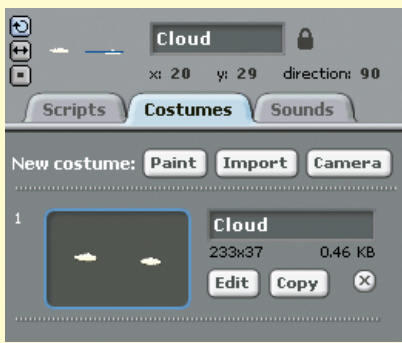 Cloud
x: 20 y: 29 direction: 90
Scripts Costumes Sounds
New costume: Paint Import Camera
1
Cloud
233x37 0.46 KB
Edit Copy